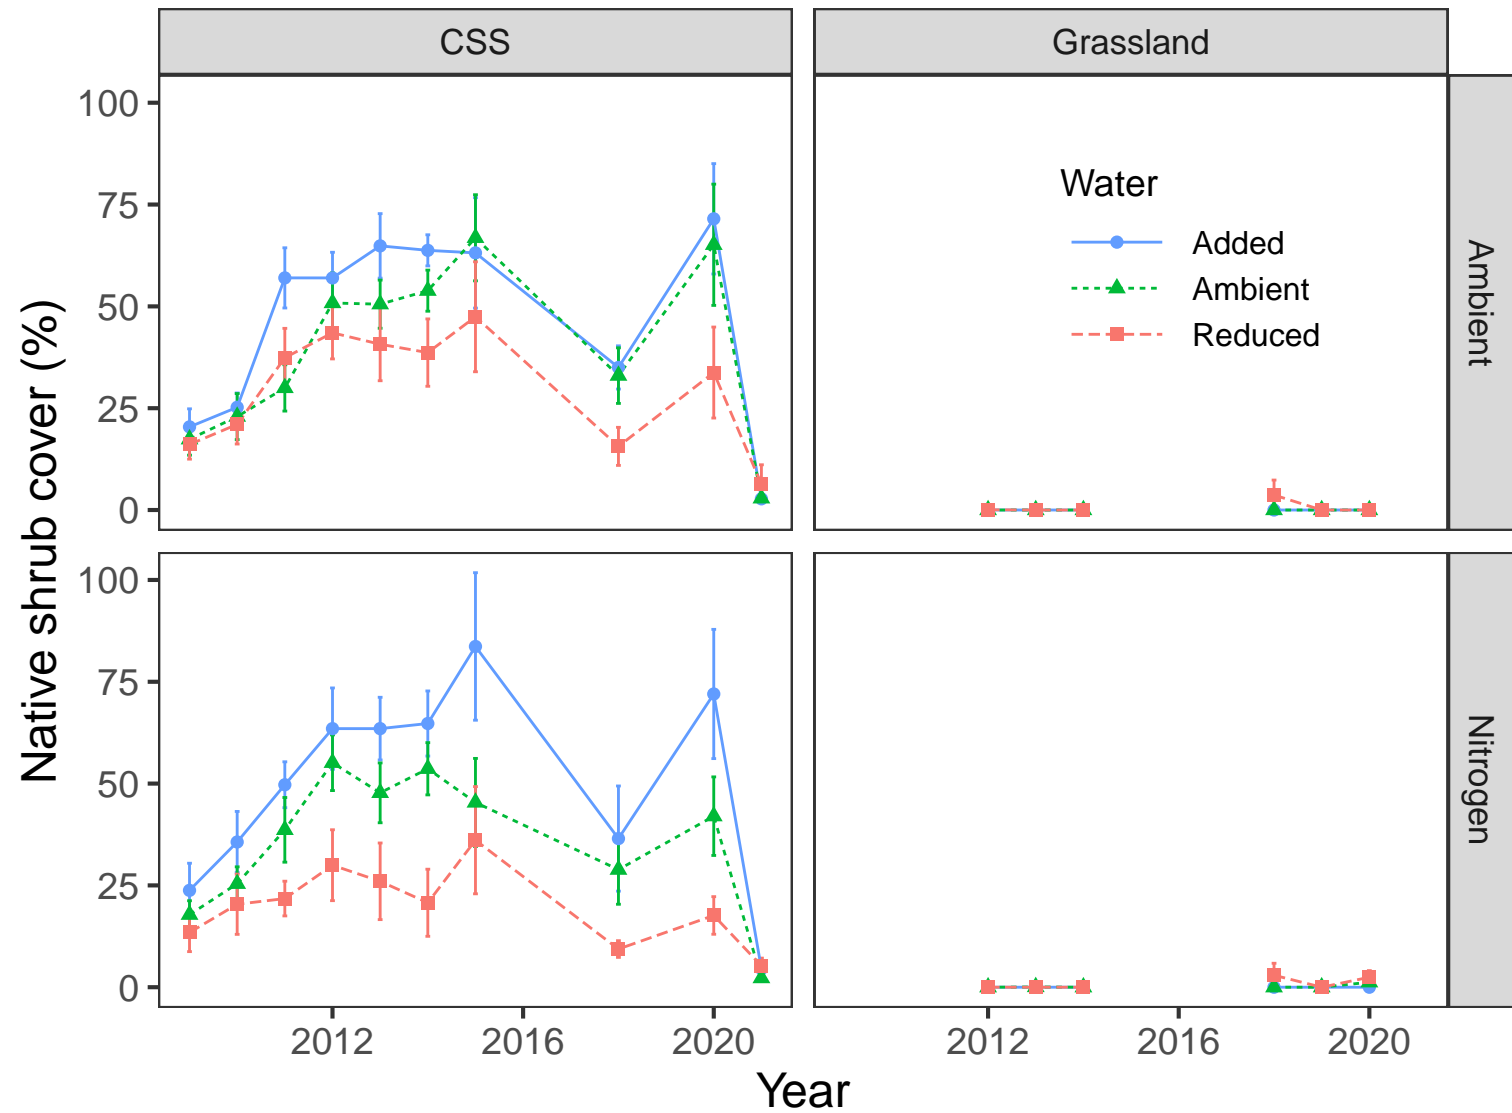 CSS
Grassland
100
75
50
25
0
Water
Added
Ambient
Reduced
Ambient
Native shrub cover (%)
100
75
50
25
0
Nitrogen
2012
2016
2020
2012
2016
2020
Year